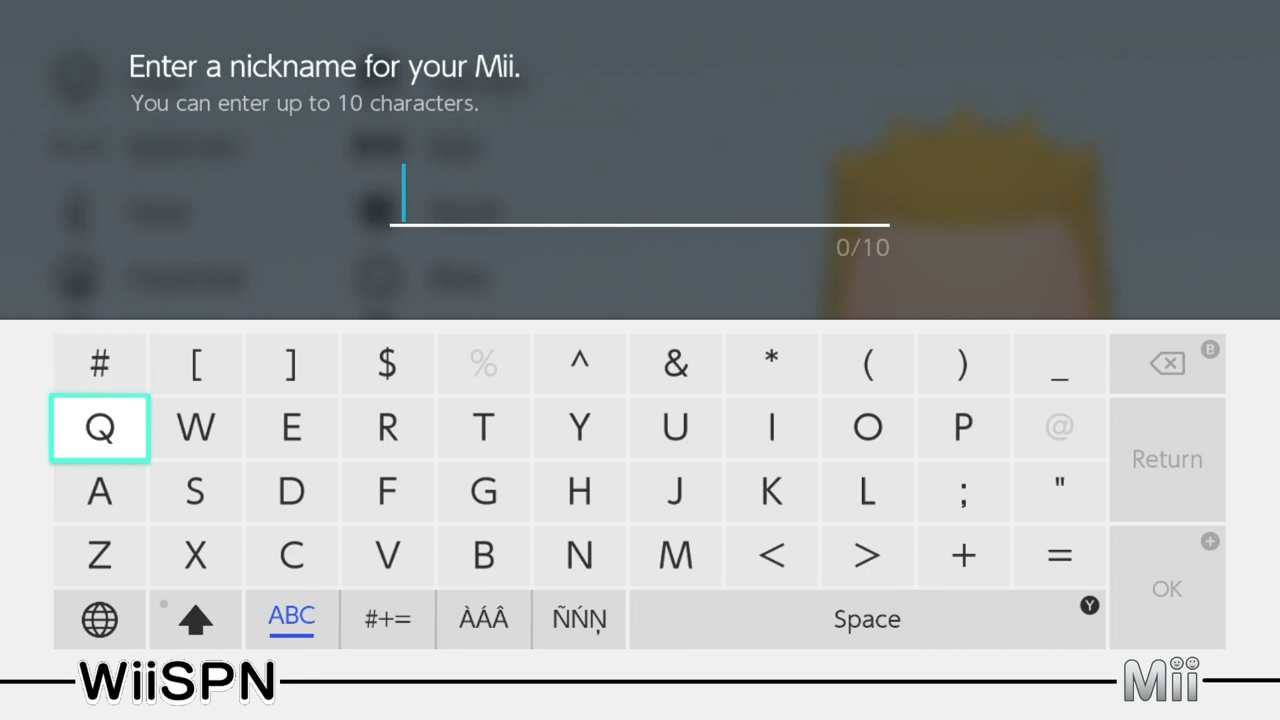 Enter a nickname for your Mii.
You can enter up to 10 characters.
0/10
# [ ] $ % ^ & * ( ) _ B
Q W E R T Y U I O P @ Return
A S D F G H J K L ; "
Z X C V B N M < > + = + OK
ABC #+= ÀÁÂ ÑŃŅ Space Y
WiiSPN Mii